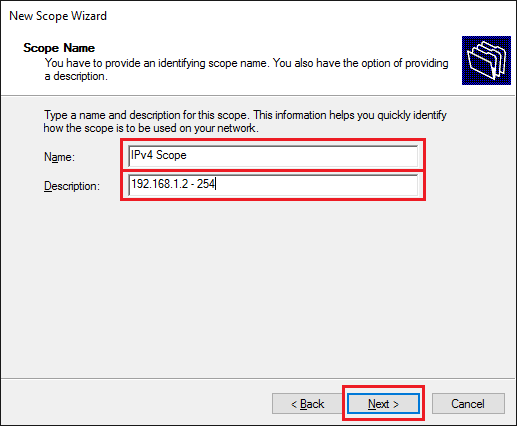 New Scope Wizard
Scope Name
You have to provide an identifying scope name. You also have the option of providing
a description.
Type a name and description for this scope. This information helps you quickly identify
how the scope is to be used on your network.
Name:
IPv4 Scope
Description:
192.168.1.2 - 254
< Back
Next >
Cancel